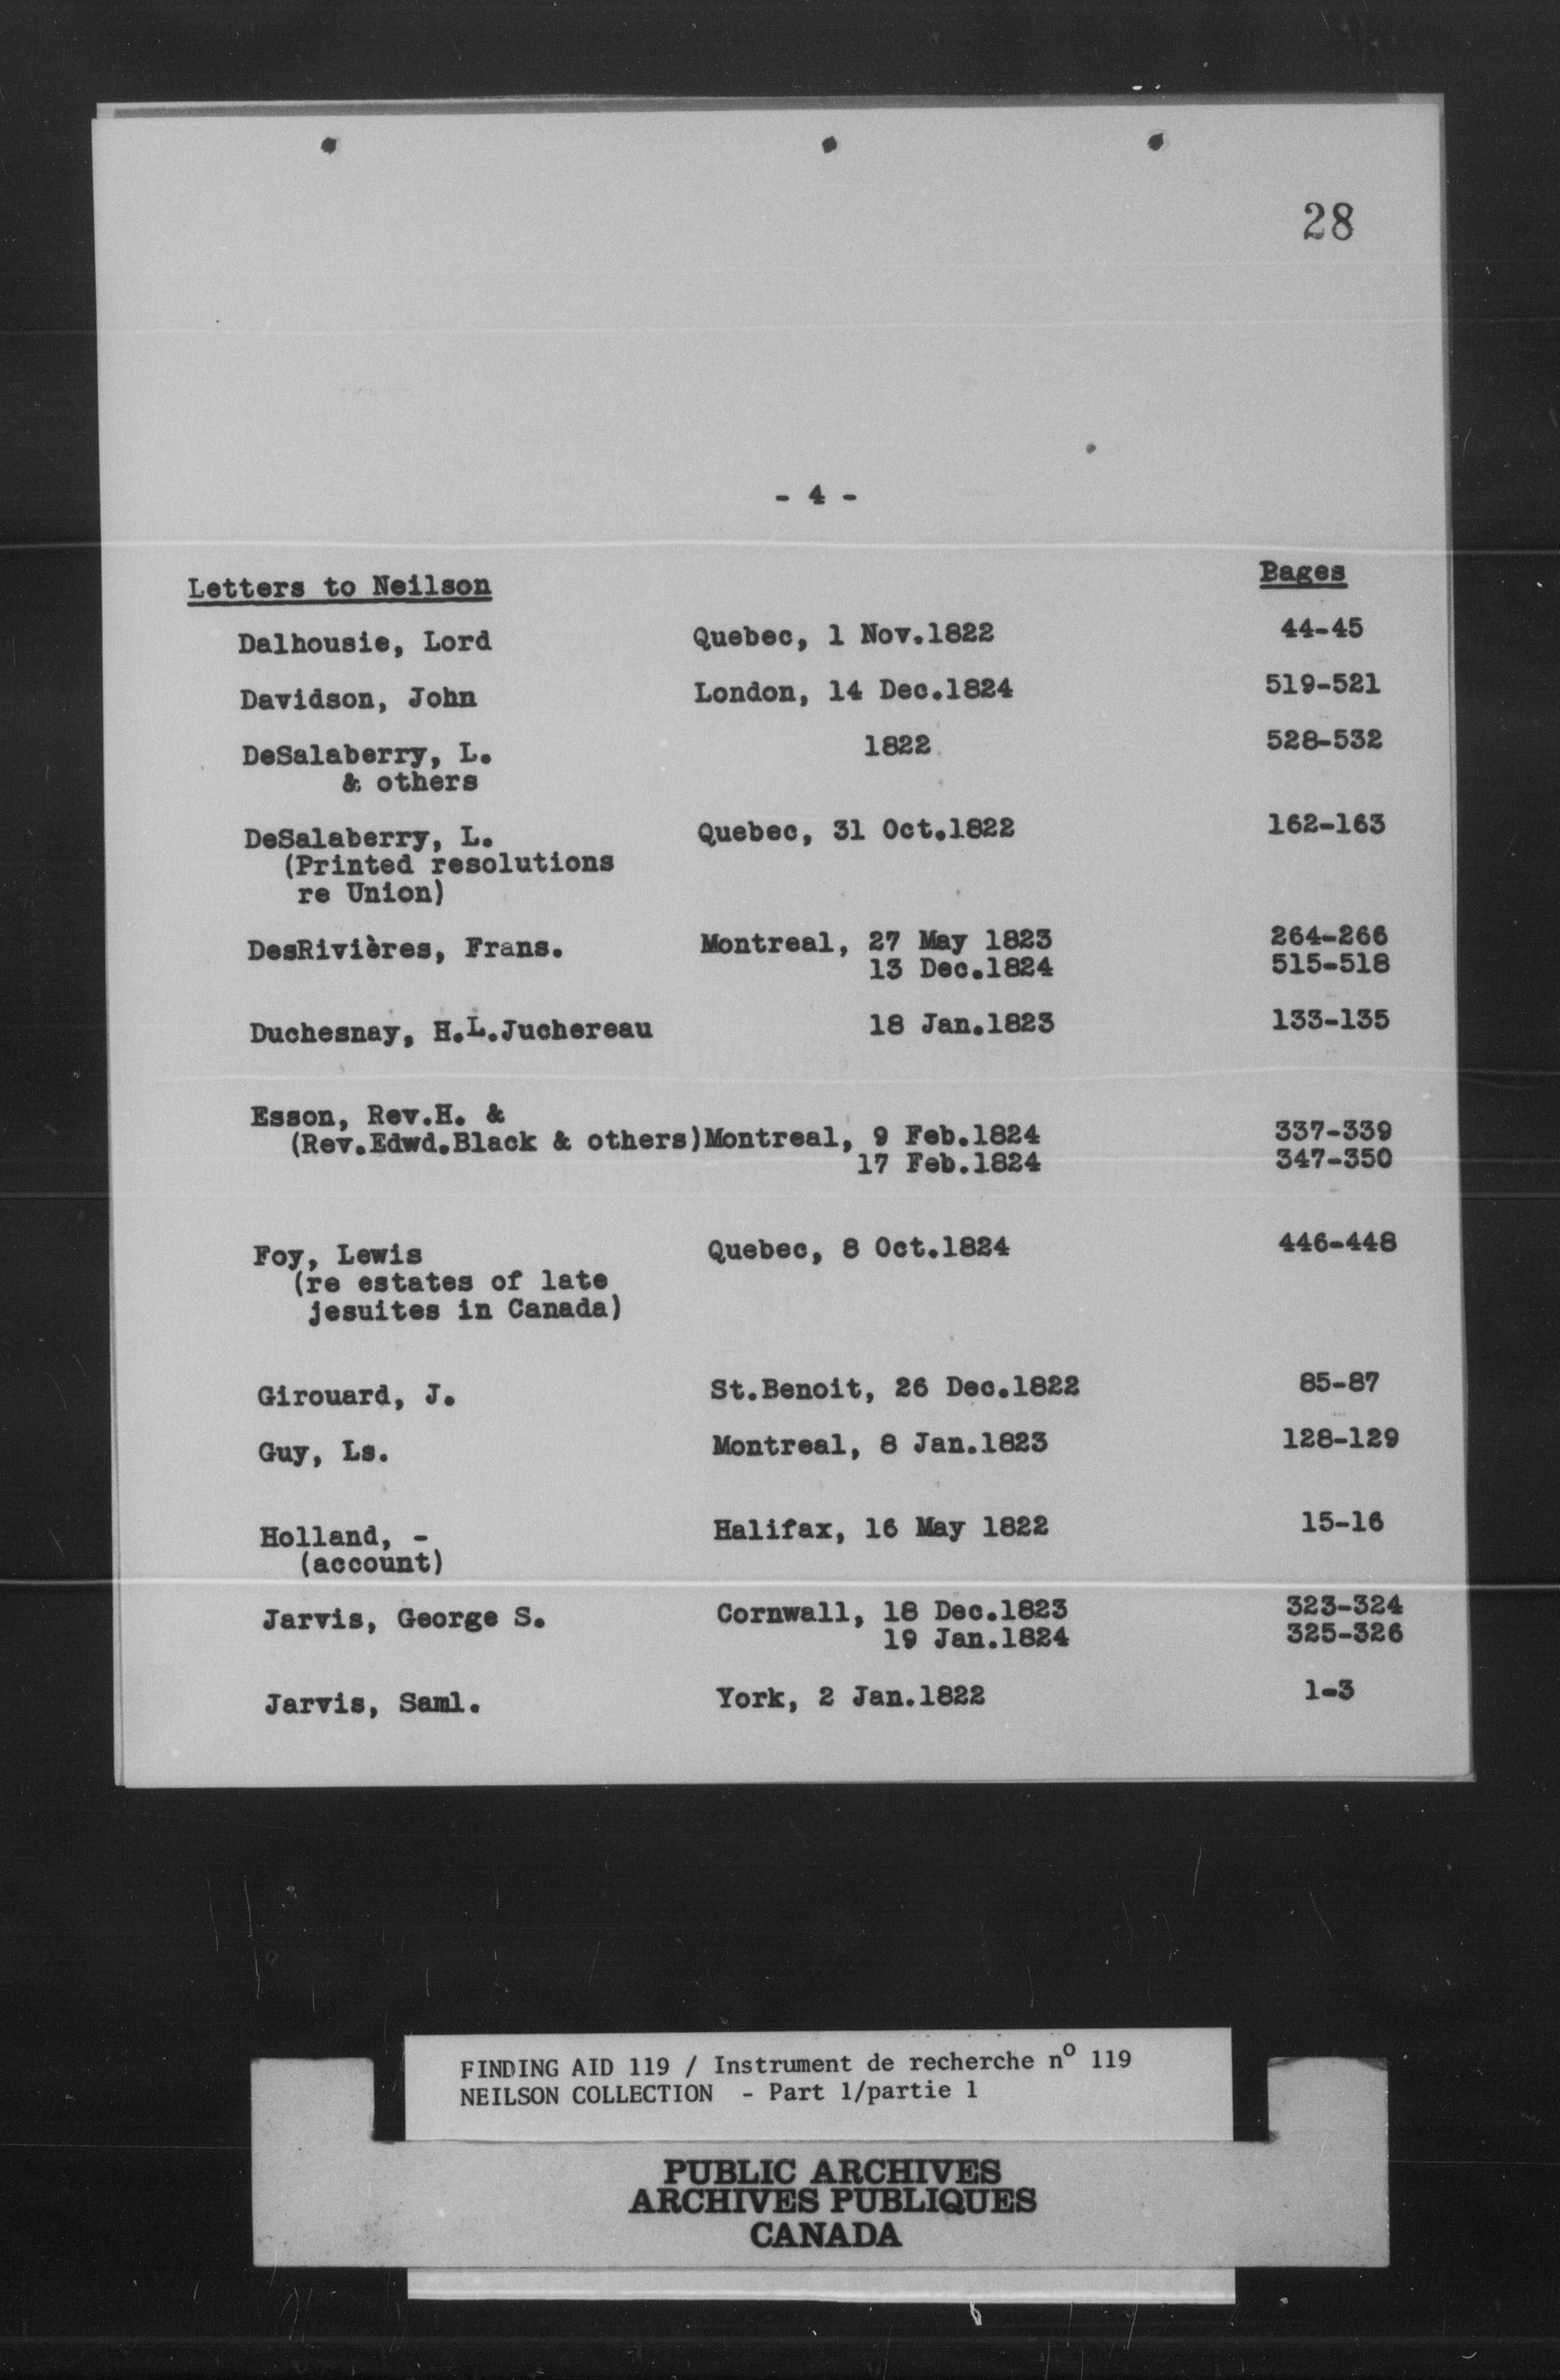 28
- 4 -
Letters to Neilson Pages
Dalhousie, Lord Quebec, 1 Nov.1822 44-45
Davidson, John London, 14 Dec.1824 519-521
DeSalaberry, L. 1822 528-532
& others
DeSalaberry, L. Quebec, 31 Oct.1822 162-163
(Printed resolutions
re Union)
DesRivières, Frans. Montreal, 27 May 1823 264-266
13 Dec.1824 515-518
Duchesnay, H.L.Juchereau 18 Jan.1823 133-135
Esson, Rev.H. &
(Rev.Edwd.Black & others)Montreal, 9 Feb.1824 337-339
17 Feb.1824 347-350
Foy, Lewis Quebec, 8 Oct.1824 446-448
(re estates of late
jesuites in Canada)
Girouard, J. St.Benoit, 26 Dec.1822 85-87
Guy, Ls. Montreal, 8 Jan.1823 128-129
Holland, - Halifax, 16 May 1822 15-16
(account)
Jarvis, George S. Cornwall, 18 Dec.1823 323-324
19 Jan.1824 325-326
Jarvis, Saml. York, 2 Jan.1822 1-3
FINDING AID 119 / Instrument de recherche nº 119
NEILSON COLLECTION - Part 1/partie 1
PUBLIC ARCHIVES
ARCHIVES PUBLIQUES
CANADA